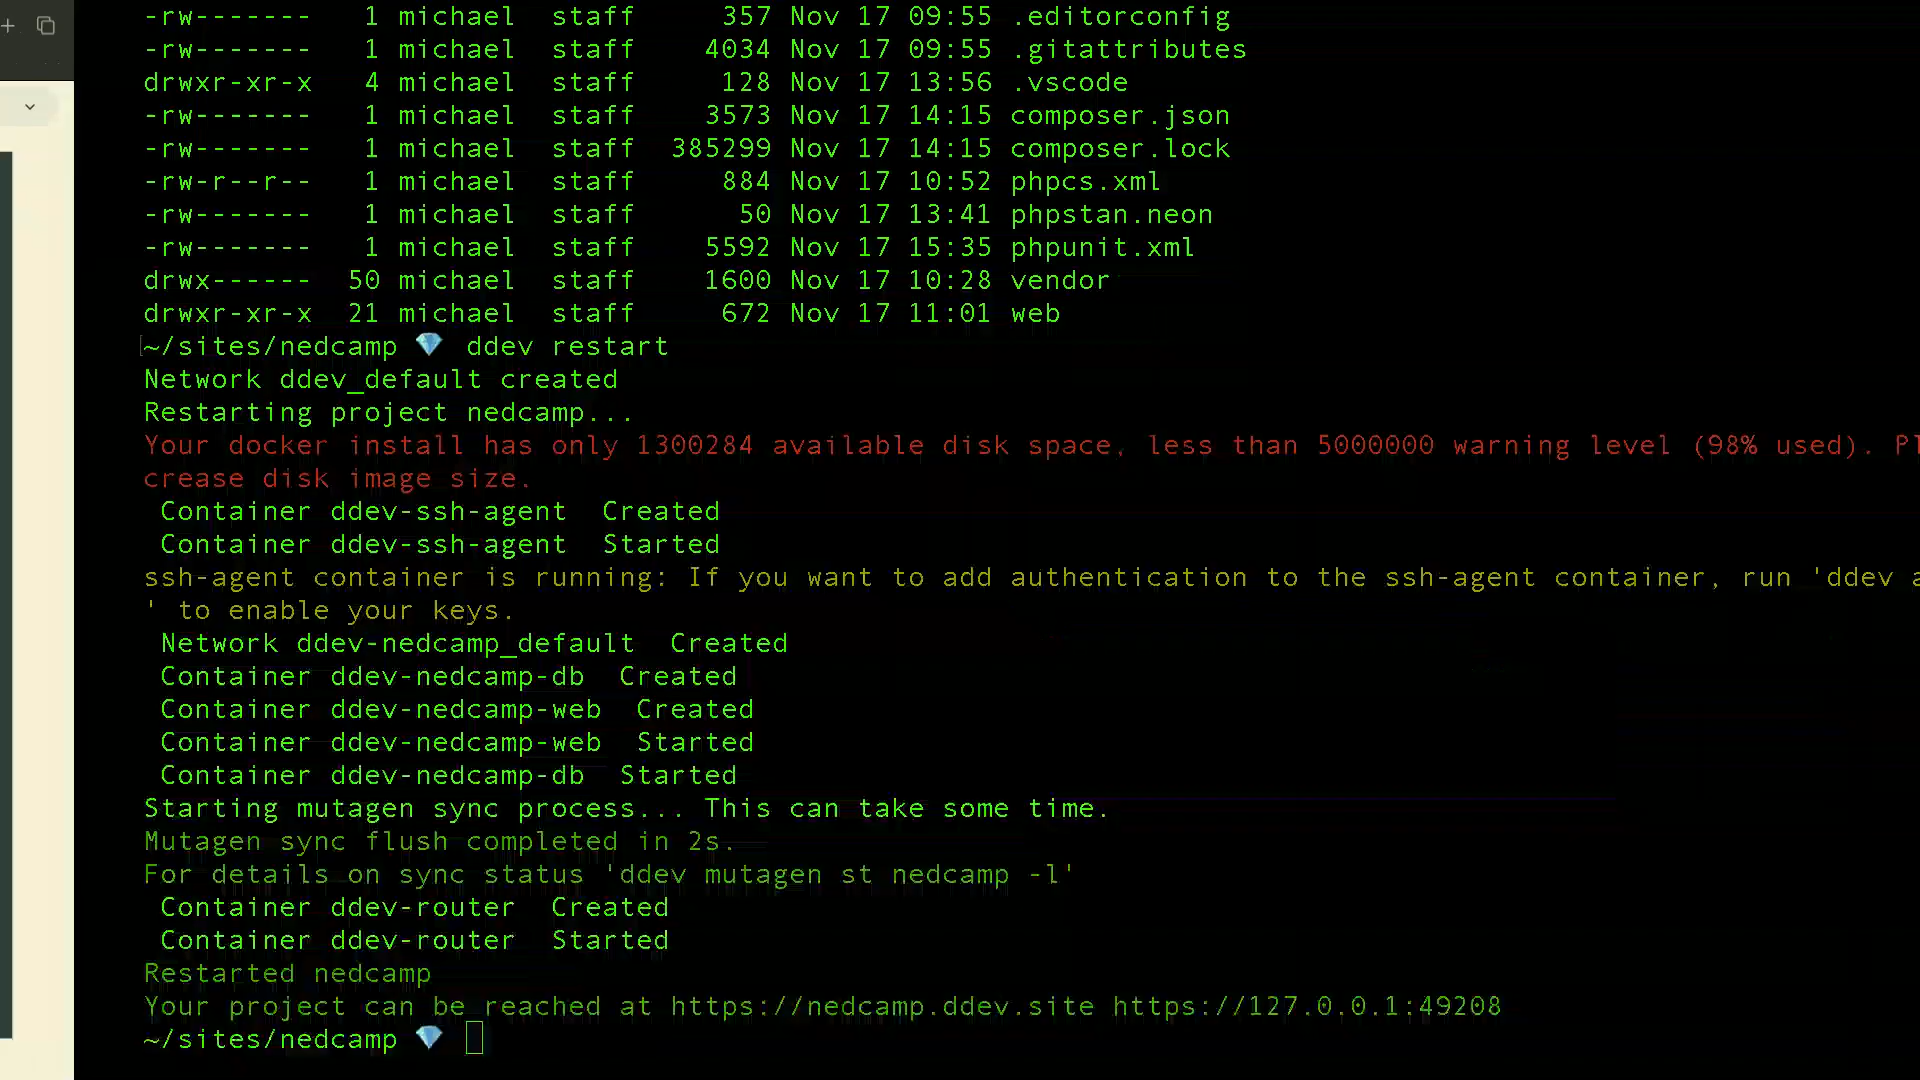 -rw-------   1 michael  staff     357 Nov 17 09:55 .editorconfig
-rw-------   1 michael  staff    4034 Nov 17 09:55 .gitattributes
drwxr-xr-x   4 michael  staff     128 Nov 17 13:56 .vscode
-rw-------   1 michael  staff    3573 Nov 17 14:15 composer.json
-rw-------   1 michael  staff  385299 Nov 17 14:15 composer.lock
-rw-r--r--   1 michael  staff     884 Nov 17 10:52 phpcs.xml
-rw-------   1 michael  staff      50 Nov 17 13:41 phpstan.neon
-rw-------   1 michael  staff    5592 Nov 17 15:35 phpunit.xml
drwx------  50 michael  staff    1600 Nov 17 10:28 vendor
drwxr-xr-x  21 michael  staff     672 Nov 17 11:01 web
~/sites/nedcamp 💎 ddev restart
Network ddev_default created
Restarting project nedcamp...
Your docker install has only 1300284 available disk space, less than 5000000 warning level (98% used). Pl
crease disk image size.
 Container ddev-ssh-agent  Created
 Container ddev-ssh-agent  Started
ssh-agent container is running: If you want to add authentication to the ssh-agent container, run 'ddev a
' to enable your keys.
 Network ddev-nedcamp_default  Created
 Container ddev-nedcamp-db  Created
 Container ddev-nedcamp-web  Created
 Container ddev-nedcamp-web  Started
 Container ddev-nedcamp-db  Started
Starting mutagen sync process... This can take some time.
Mutagen sync flush completed in 2s.
For details on sync status 'ddev mutagen st nedcamp -l'
 Container ddev-router  Created
 Container ddev-router  Started
Restarted nedcamp
Your project can be reached at https://nedcamp.ddev.site https://127.0.0.1:49208
~/sites/nedcamp 💎